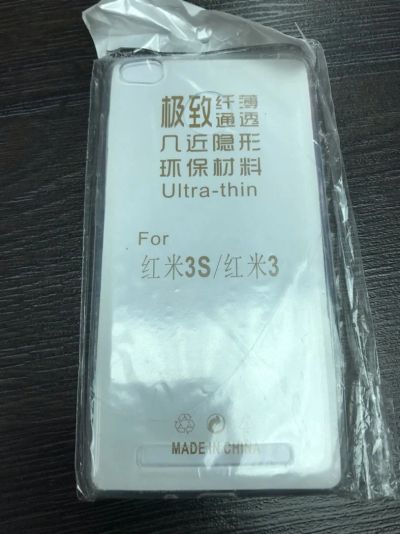 极致纤薄通透
几近隐形
环保材料
Ultra-thin
For
红米3S/红米3
MADE IN CHINA